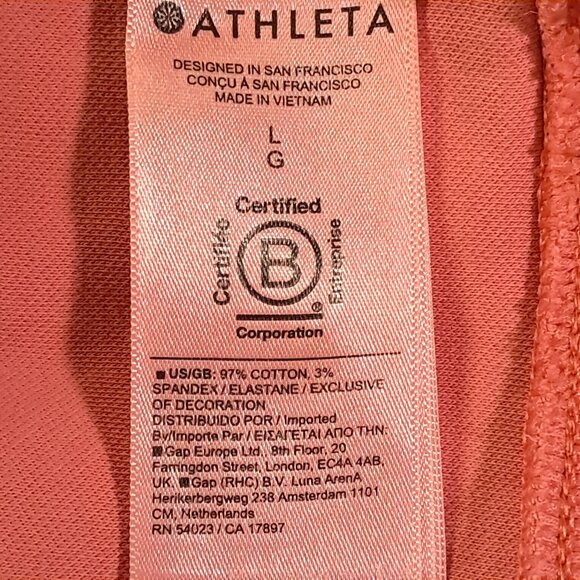 ATHLETA
DESIGNED IN SAN FRANCISCO
CONÇU À SAN FRANCISCO
MADE IN VIETNAM
L
G
Certified
Certifiée
B
Entreprise
®
Corporation
US/GB: 97% COTTON, 3%
SPANDEX / ELASTANE / EXCLUSIVE
OF DECORATION
DISTRIBUIDO POR / Imported
By/Importe Par / ΕΙΣΑΓΕΤΑΙ ΑΠΟ ΤΗΝ:
Gap Europe Ltd., 8th Floor, 20
Farringdon Street, London, EC4A 4AB,
UK. Gap (RHC) B.V. Luna ArenA
Herikerbergweg 238 Amsterdam 1101
CM, Netherlands
RN 54023 / CA 17897